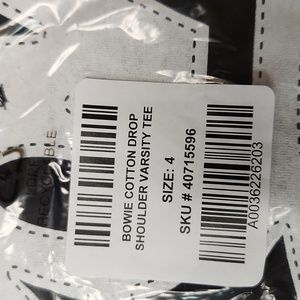 BOWIE COTTON DROP
SHOULDER VARSITY TEE
SIZE: 4
SKU # 40715596
A0036226203